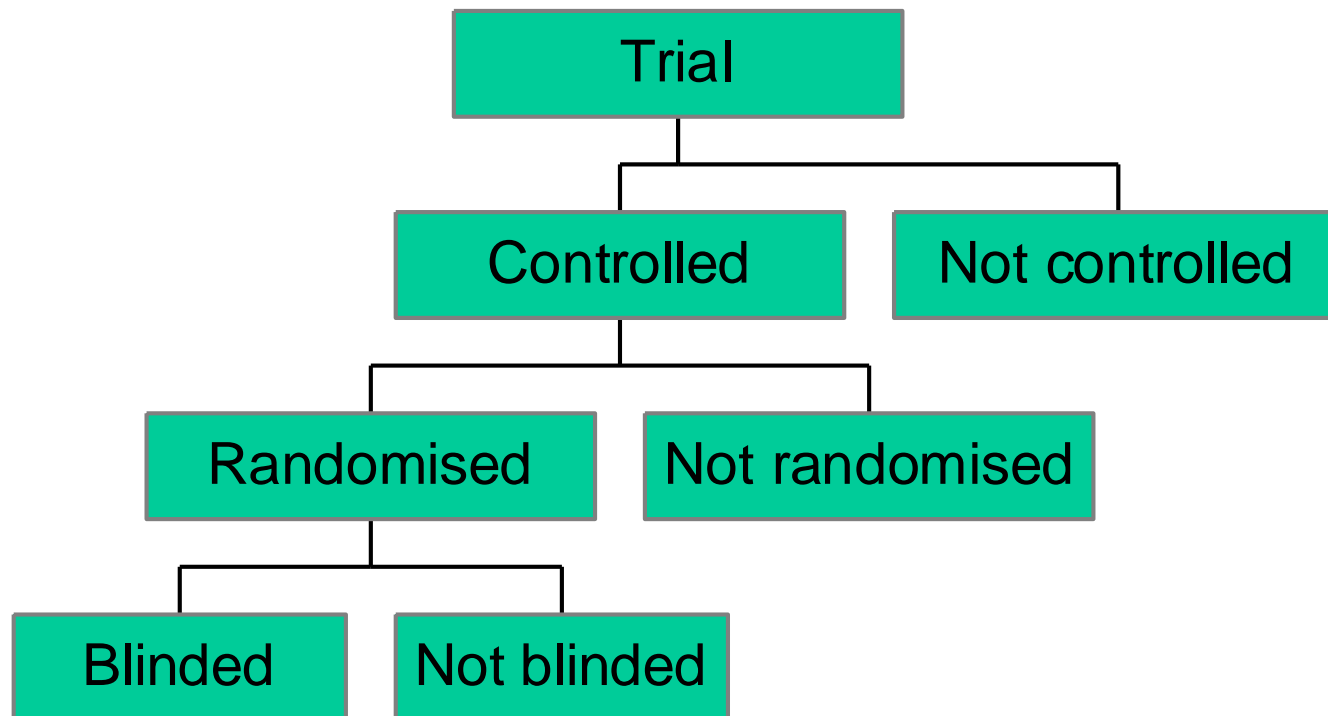 Trial
Controlled
Not controlled
Randomised
Not randomised
Blinded
Not blinded